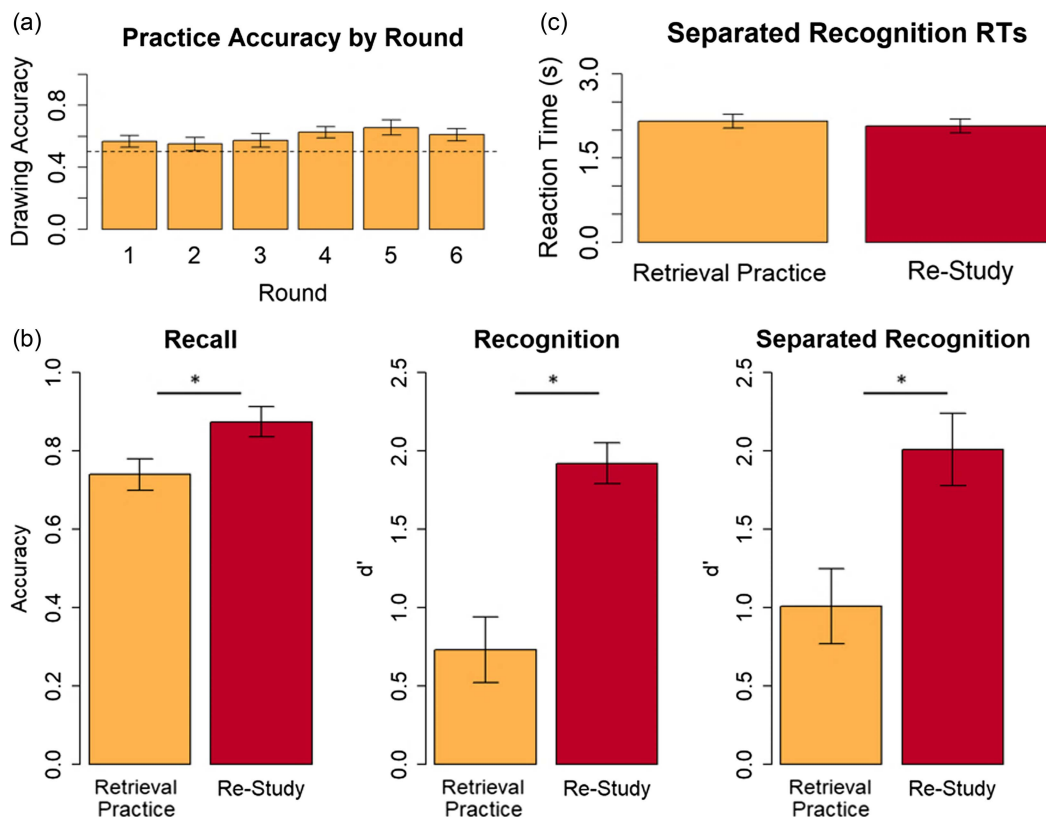 (a)
Practice Accuracy by Round
Drawing Accuracy
0.0 0.4 0.8
1 2 3 4 5 6
Round
(c)
Separated Recognition RTs
Reaction Time (s)
0.0 1.5 3.0
Retrieval Practice Re-Study
(b)
Recall
Accuracy
0.0 0.2 0.4 0.6 0.8 1.0
*
Retrieval
Practice
Re-Study
Recognition
d'
0.0 0.5 1.0 1.5 2.0 2.5
*
Retrieval
Practice
Re-Study
Separated Recognition
d'
0.0 0.5 1.0 1.5 2.0 2.5
*
Retrieval
Practice
Re-Study